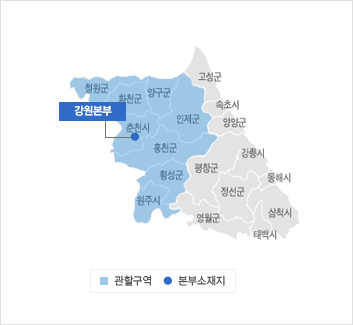 고성군
철원군
화천군
양구군
속초시
강원본부
인제군
양양군
춘천시
홍천군
강릉시
평창군
횡성군
동해시
정선군
원주시
영월군
삼척시
태백시
관할구역
본부소재지